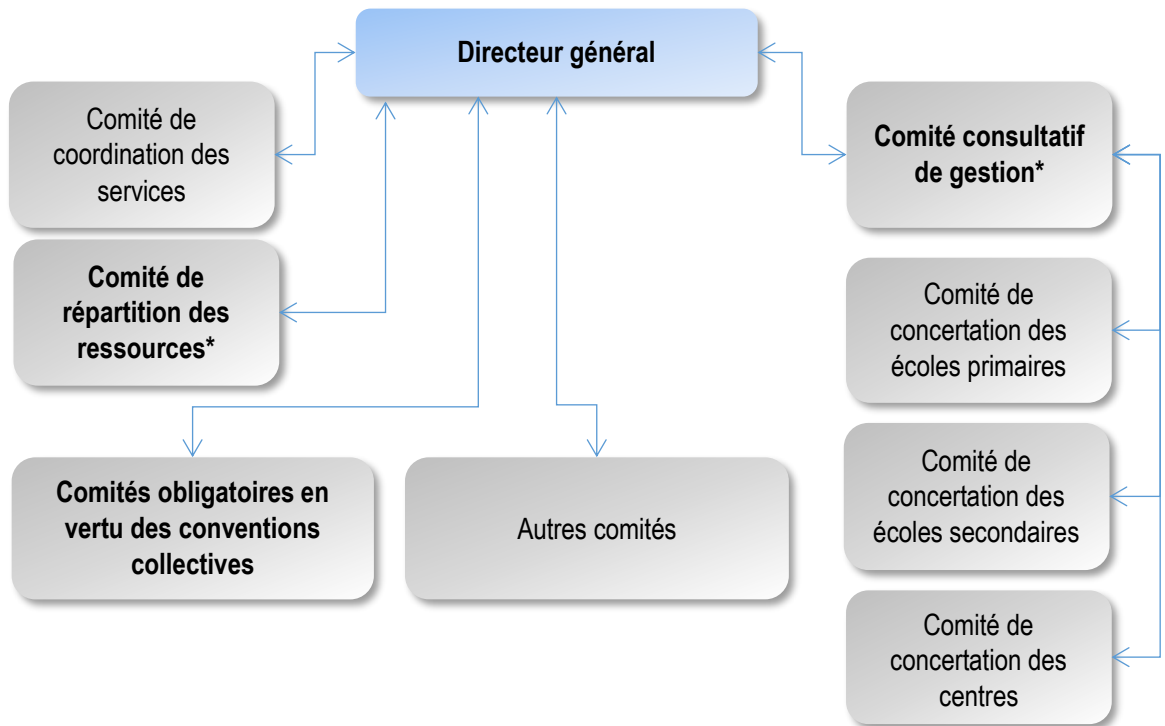 Directeur général
Comité de
coordination des
services
Comité consultatif
de gestion*
Comité de
répartition des
ressources*
Comité de
concertation des
écoles primaires
Comités obligatoires en
vertu des conventions
collectives
Autres comités
Comité de
concertation des
écoles secondaires
Comité de
concertation des
centres